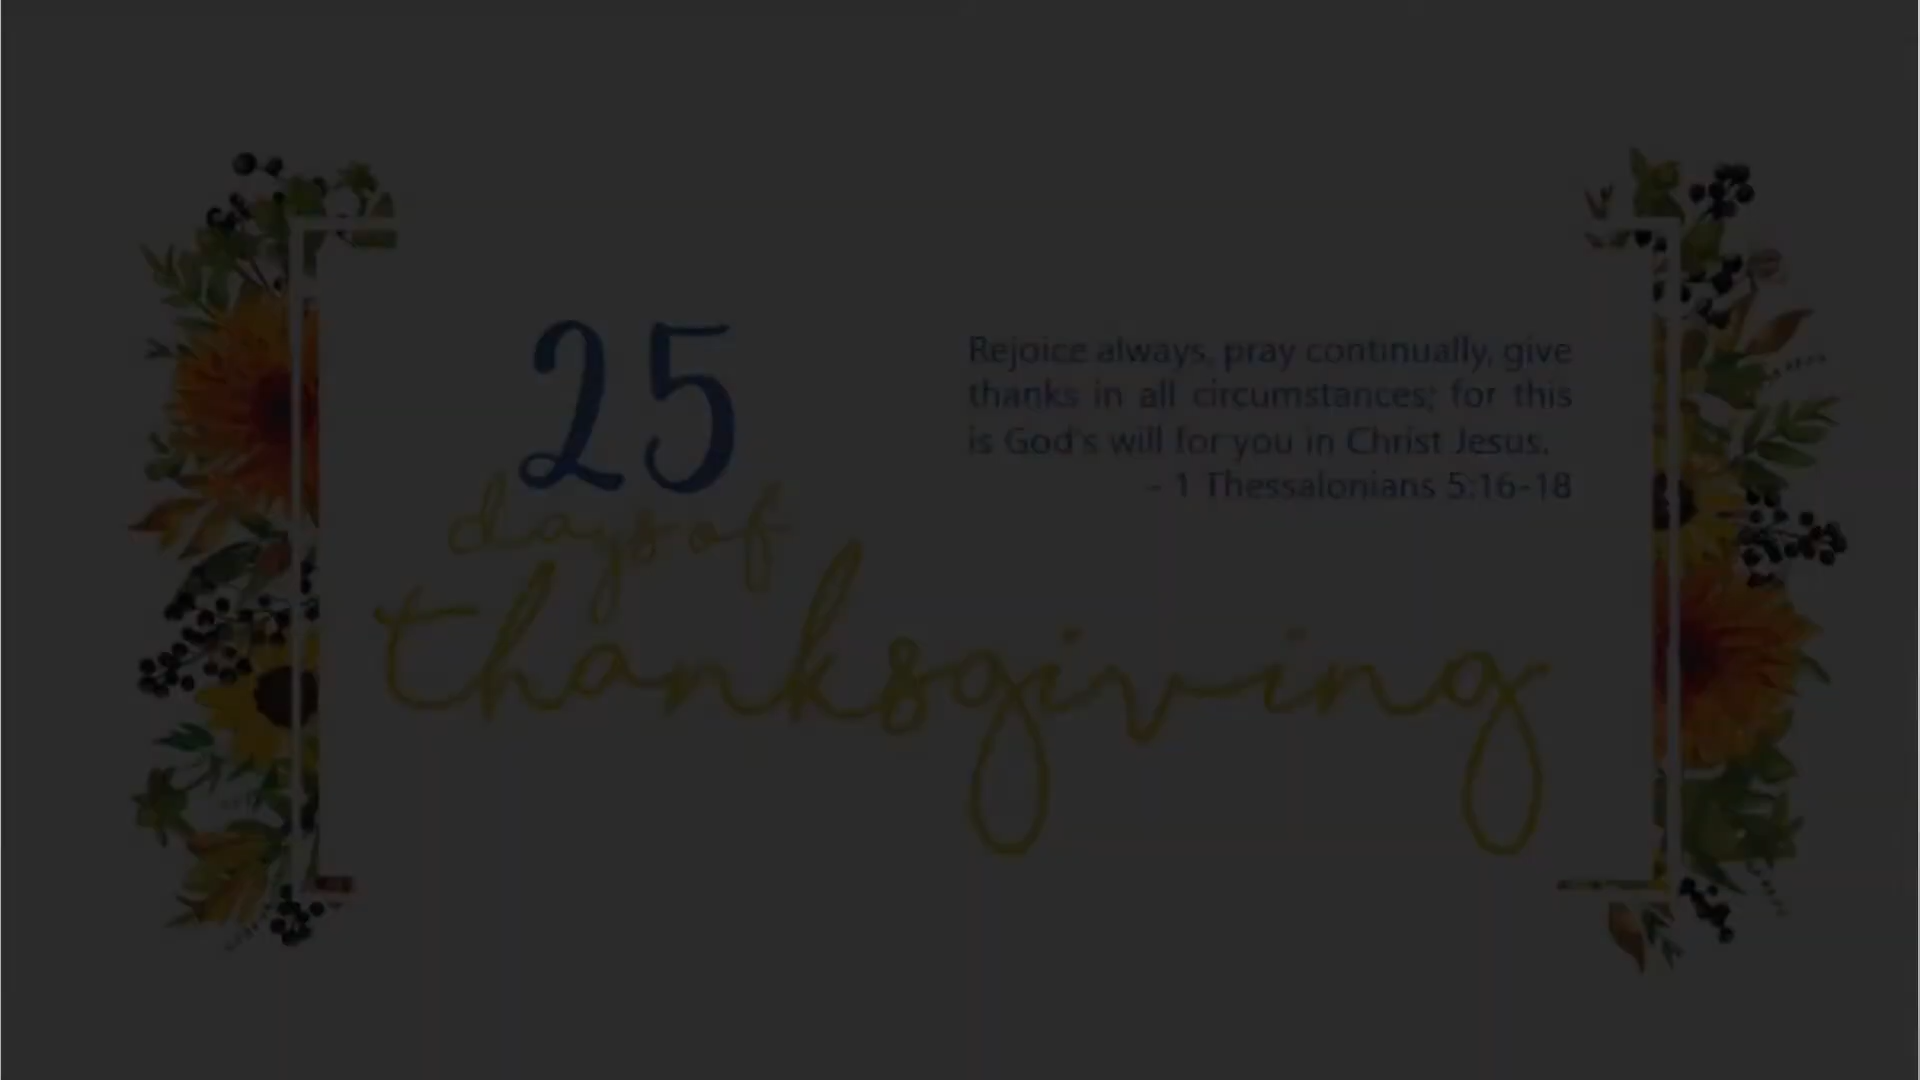 25
days of
thanksgiving
Rejoice always, pray continually, give
thanks in all circumstances; for this
is God's will for you in Christ Jesus.
- 1 Thessalonians 5:16-18